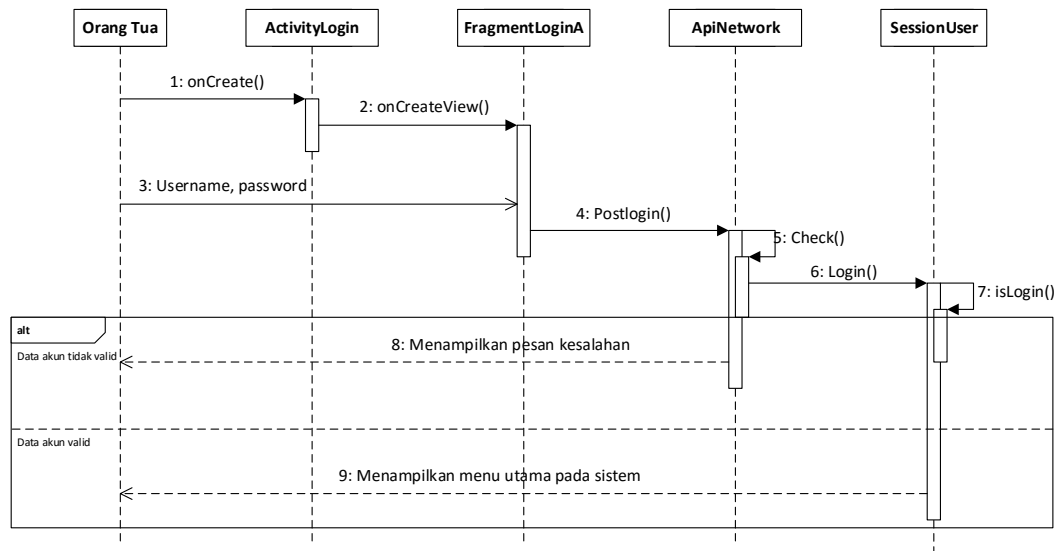 Orang Tua
ActivityLogin
FragmentLoginA
ApiNetwork
SessionUser
1: onCreate()
2: onCreateView()
3: Username, password
4: Postlogin()
5: Check()
6: Login()
7: isLogin()
alt
Data akun tidak valid
8: Menampilkan pesan kesalahan
Data akun valid
9: Menampilkan menu utama pada sistem